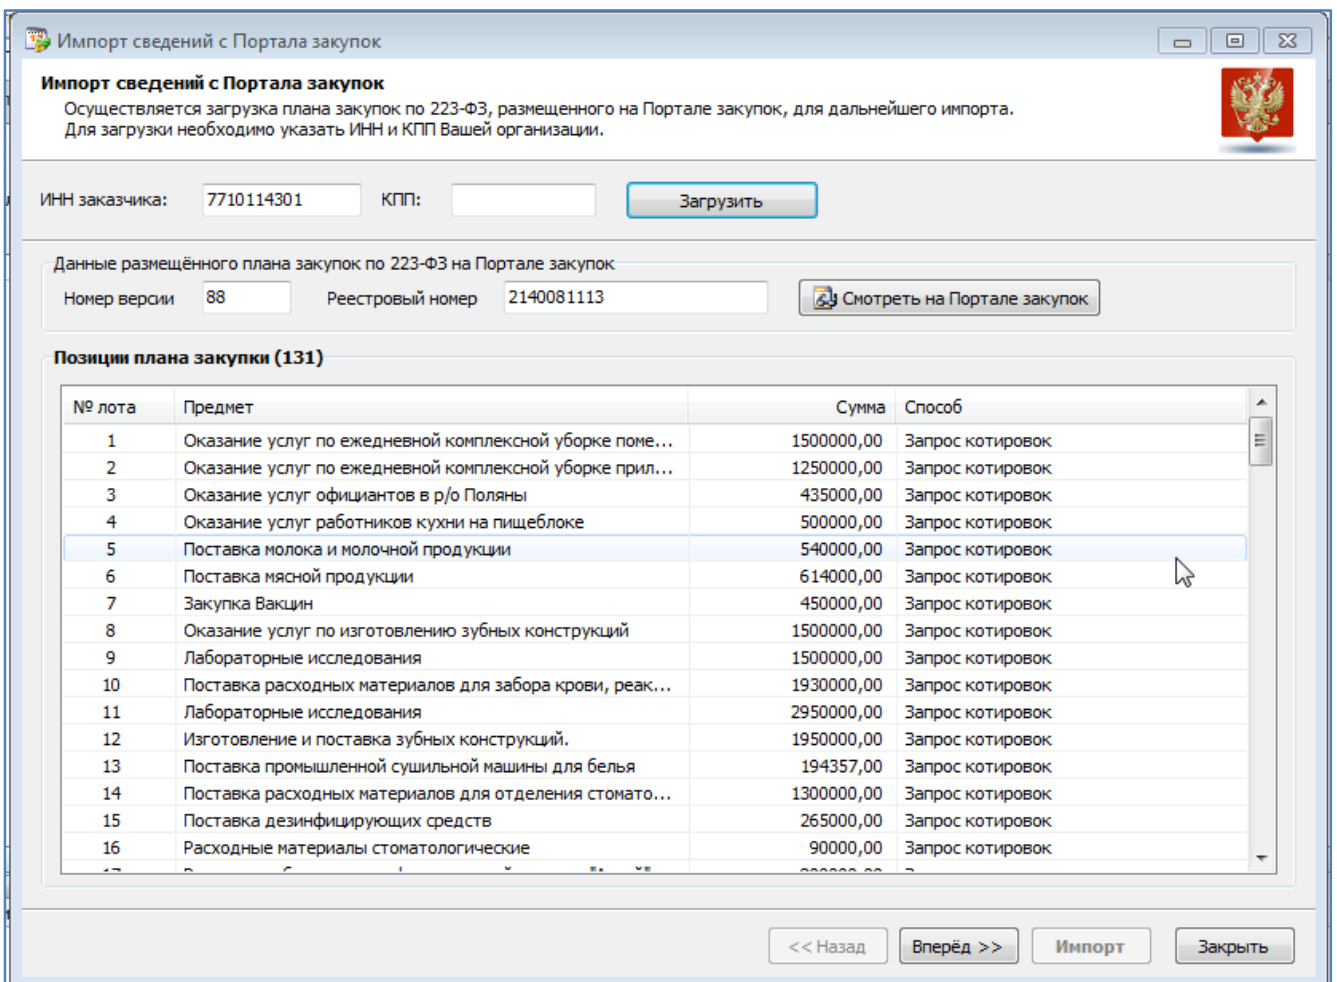 Импорт сведений с Портала закупок
Импорт сведений с Портала закупок
Осуществляется загрузка плана закупок по 223-ФЗ, размещенного на Портале закупок, для дальнейшего импорта.
Для загрузки необходимо указать ИНН и КПП Вашей организации.
ИНН заказчика: 7710114301 КПП: Загрузить
Данные размещённого плана закупок по 223-ФЗ на Портале закупок
Номер версии 88 Реестровый номер 2140081113 Смотреть на Портале закупок
Позиции плана закупки (131)
№ лота Предмет Сумма Способ
1 Оказание услуг по ежедневной комплексной уборке поме... 1500000,00 Запрос котировок
2 Оказание услуг по ежедневной комплексной уборке прил... 1250000,00 Запрос котировок
3 Оказание услуг официантов в р/о Поляны 435000,00 Запрос котировок
4 Оказание услуг работников кухни на пищеблоке 500000,00 Запрос котировок
5 Поставка молока и молочной продукции 540000,00 Запрос котировок
6 Поставка мясной продукции 614000,00 Запрос котировок
7 Закупка Вакцин 450000,00 Запрос котировок
8 Оказание услуг по изготовлению зубных конструкций 1500000,00 Запрос котировок
9 Лабораторные исследования 1500000,00 Запрос котировок
10 Поставка расходных материалов для забора крови, реак... 1930000,00 Запрос котировок
11 Лабораторные исследования 2950000,00 Запрос котировок
12 Изготовление и поставка зубных конструкций. 1950000,00 Запрос котировок
13 Поставка промышленной сушильной машины для белья 194357,00 Запрос котировок
14 Поставка расходных материалов для отделения стомато... 1300000,00 Запрос котировок
15 Поставка дезинфицирующих средств 265000,00 Запрос котировок
16 Расходные материалы стоматологические 90000,00 Запрос котировок
<< Назад Вперёд >> Импорт Закрыть